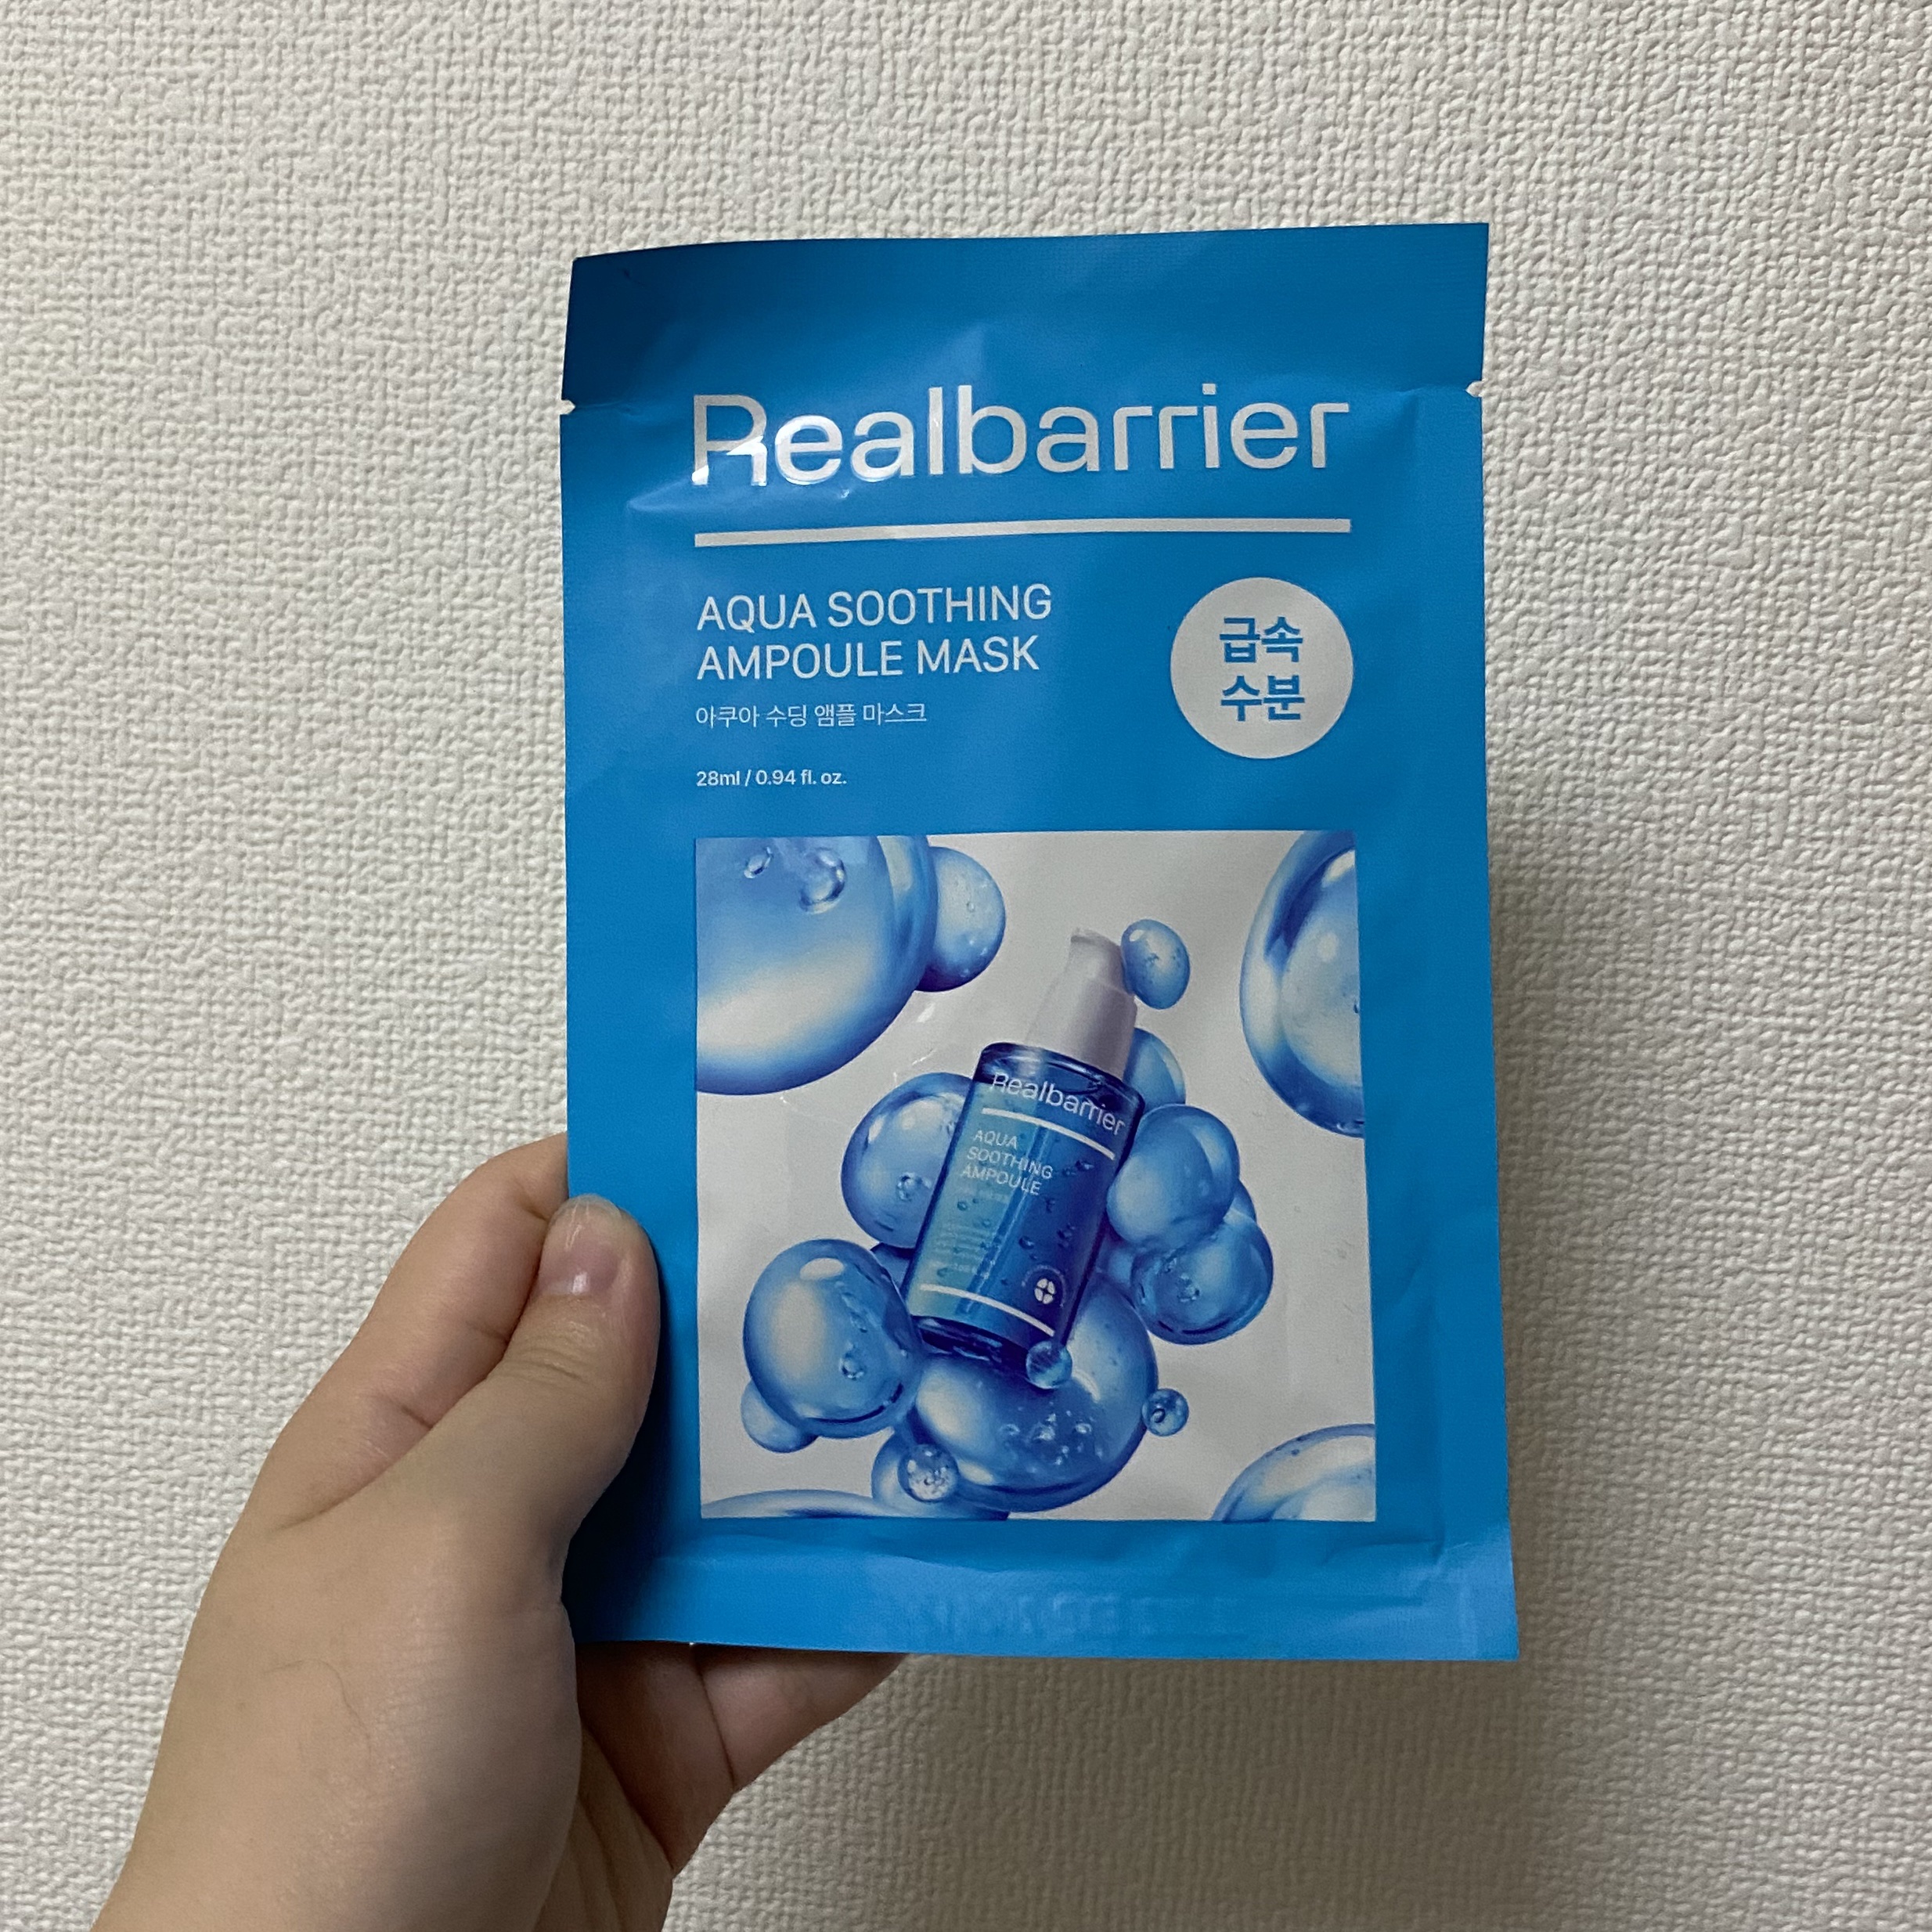 Realbarrier
AQUA SOOTHING
AMPOULE MASK
아쿠아 수딩 앰플 마스크
28ml / 0.94 fl. oz.
급속
수분
Realbarrier
AQUA
SOOTHING
AMPOULE